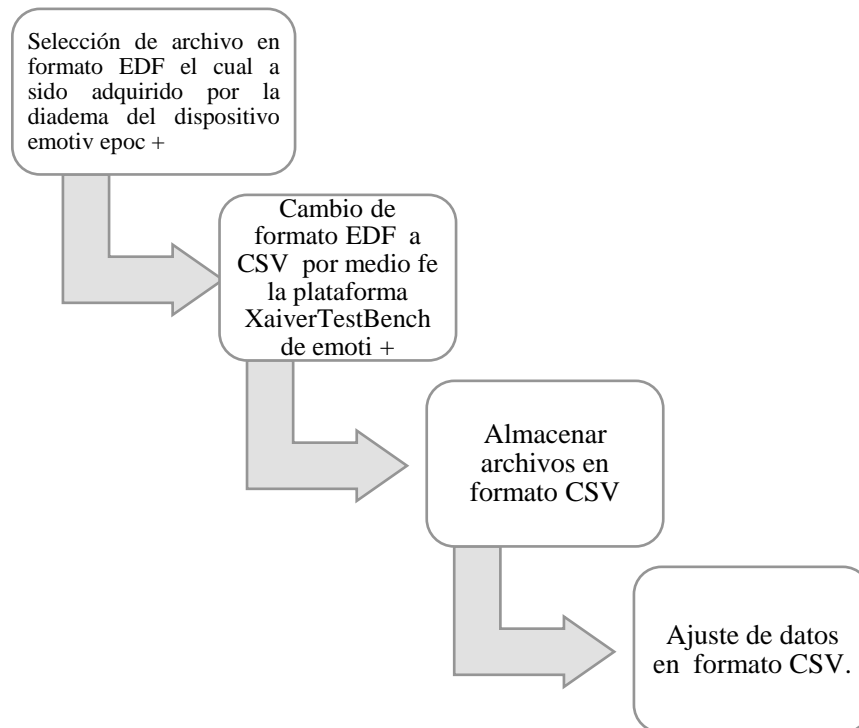 Selección de archivo en
formato EDF el cual a
sido adquirido por la
diadema del dispositivo
emotiv epoc +
Cambio de
formato EDF a
CSV por medio fe
la plataforma
XaiverTestBench
de emoti +
Almacenar
archivos en
formato CSV
Ajuste de datos
en formato CSV.